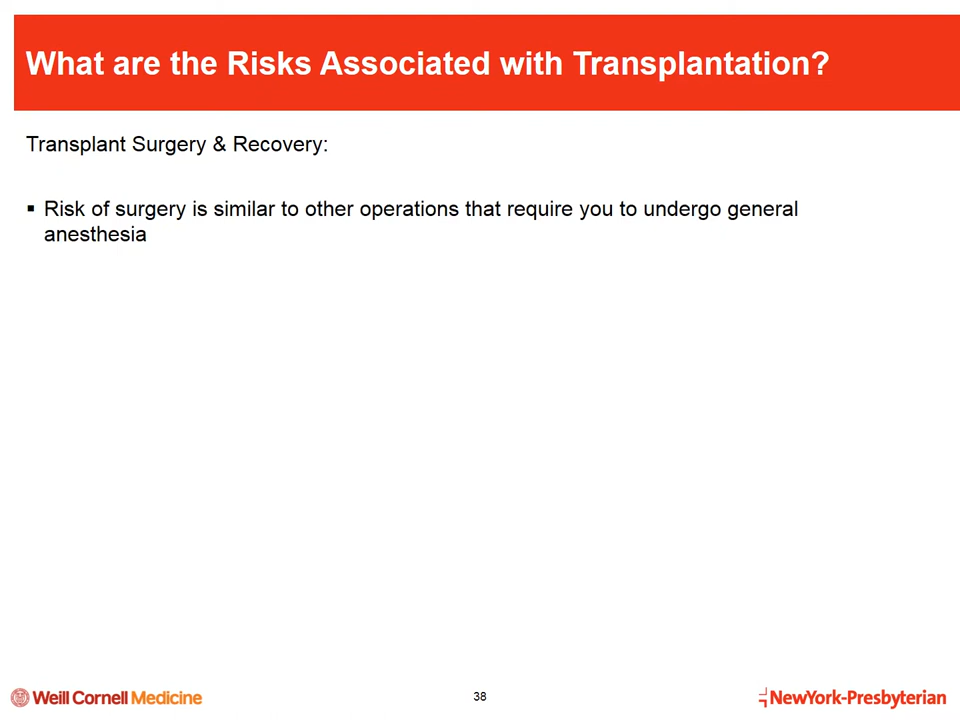 What are the Risks Associated with Transplantation?
Transplant Surgery & Recovery:
▪ Risk of surgery is similar to other operations that require you to undergo general
anesthesia
Weill Cornell Medicine
38
NewYork-Presbyterian